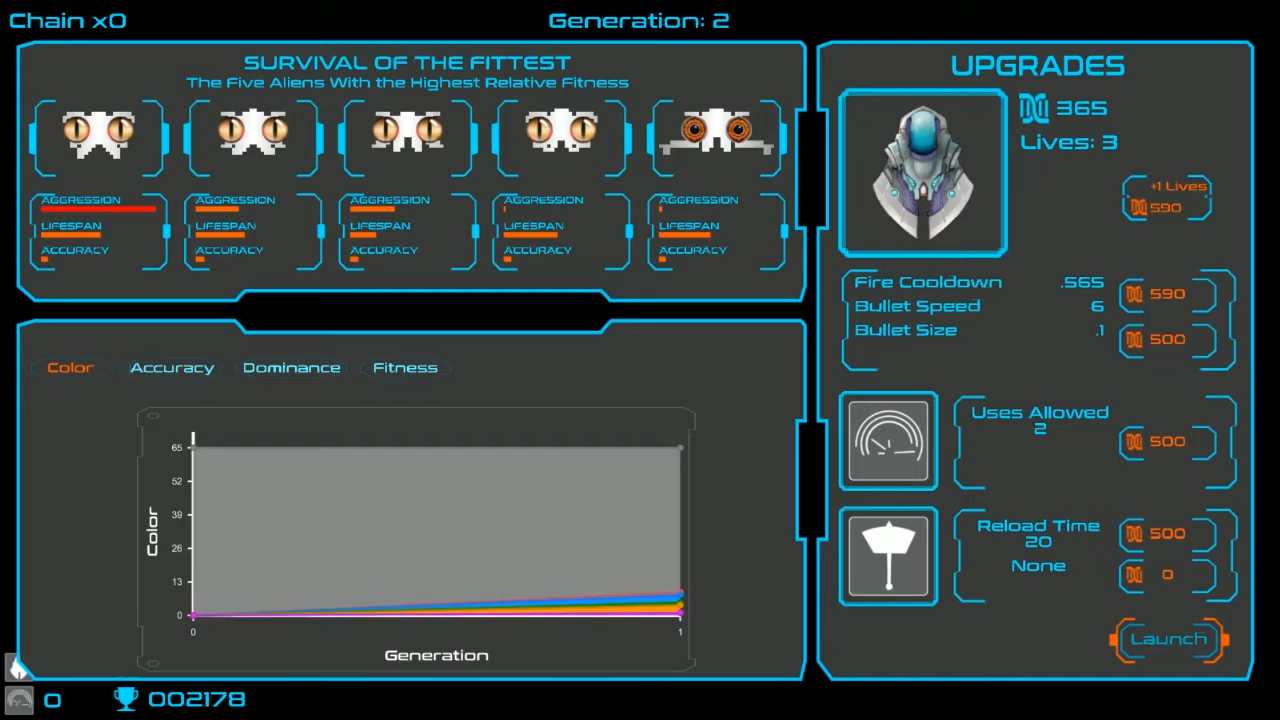 Chain x0
Generation: 2
SURVIVAL OF THE FITTEST
The Five Aliens With the Highest Relative Fitness
AGGRESSION
LIFESPAN
ACCURACY
AGGRESSION
LIFESPAN
ACCURACY
AGGRESSION
LIFESPAN
ACCURACY
AGGRESSION
LIFESPAN
ACCURACY
AGGRESSION
LIFESPAN
ACCURACY
Color Accuracy Dominance Fitness
65
52
39
26
13
0
Color
0 1
Generation
0
002178
UPGRADES
365
Lives: 3
+1 Lives
590
Fire Cooldown .565
590
Bullet Speed 6
Bullet Size .1
500
Uses Allowed
2
500
Reload Time
20
500
None
0
Launch